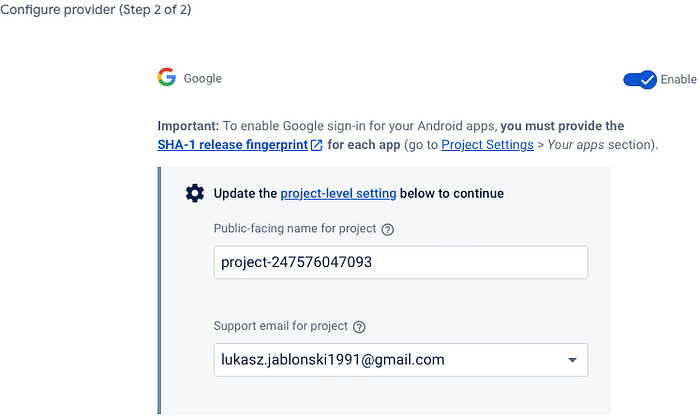 Configure provider (Step 2 of 2)
Google
Enable
Important: To enable Google sign-in for your Android apps, you must provide the
SHA-1 release fingerprint for each app (go to Project Settings > Your apps section).
Update the project-level setting below to continue
Public-facing name for project
project-247576047093
Support email for project
lukasz.jablonski1991@gmail.com